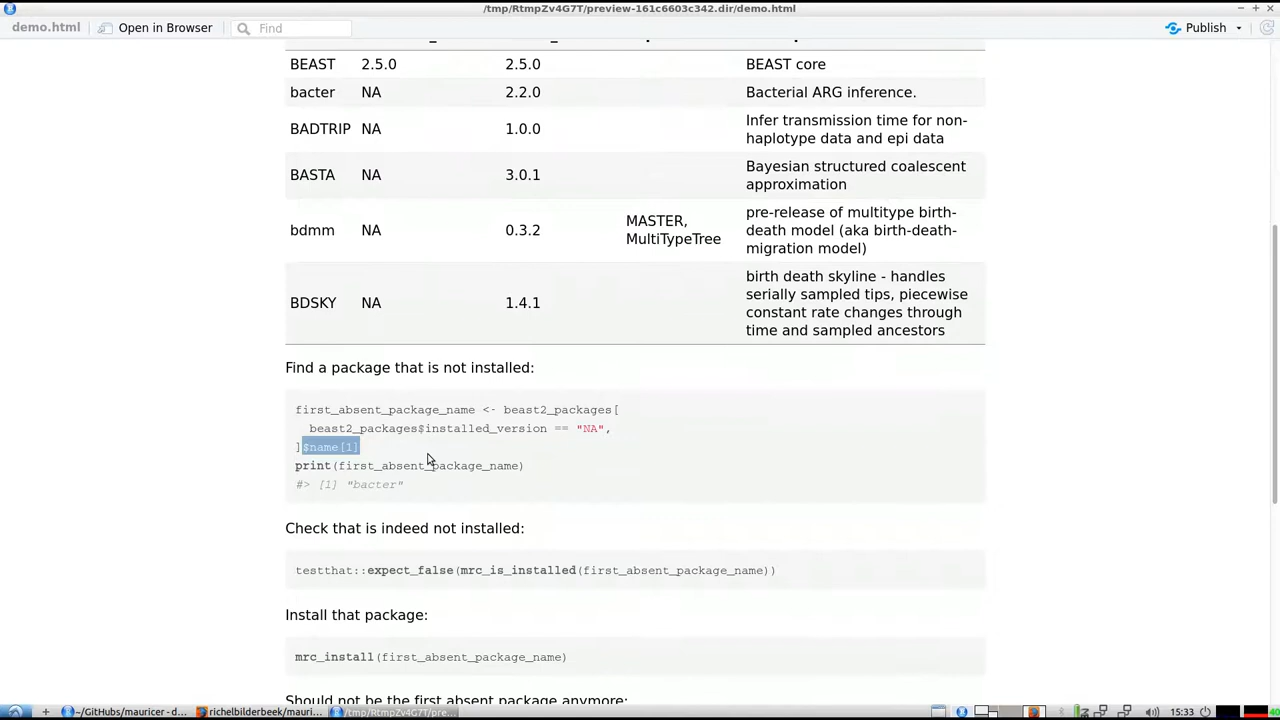 /tmp/RtmpZv4G7T/preview-161c6603c342.dir/demo.html
demo.html Open in Browser Find Publish
BEAST 2.5.0 2.5.0 BEAST core
bacter NA 2.2.0 Bacterial ARG inference.
BADTRIP NA 1.0.0 Infer transmission time for non-
haplotype data and epi data
BASTA NA 3.0.1 Bayesian structured coalescent
approximation
bdmm NA 0.3.2 MASTER,
MultiTypeTree pre-release of multitype birth-
death model (aka birth-death-
migration model)
BDSKY NA 1.4.1 birth death skyline - handles
serially sampled tips, piecewise
constant rate changes through
time and sampled ancestors
Find a package that is not installed:
first_absent_package_name <- beast2_packages[
beast2_packages$installed_version == "NA",
]$name[1]
print(first_absent_package_name)
#> [1] "bacter"
Check that is indeed not installed:
testthat::expect_false(mrc_is_installed(first_absent_package_name))
Install that package:
mrc_install(first_absent_package_name)
Should not be the first absent package anymore:
~/GitHubs/mauricer - d... richelbilderbeek/mauri... /tmp/RtmpZv4G7T/pre... 15:33